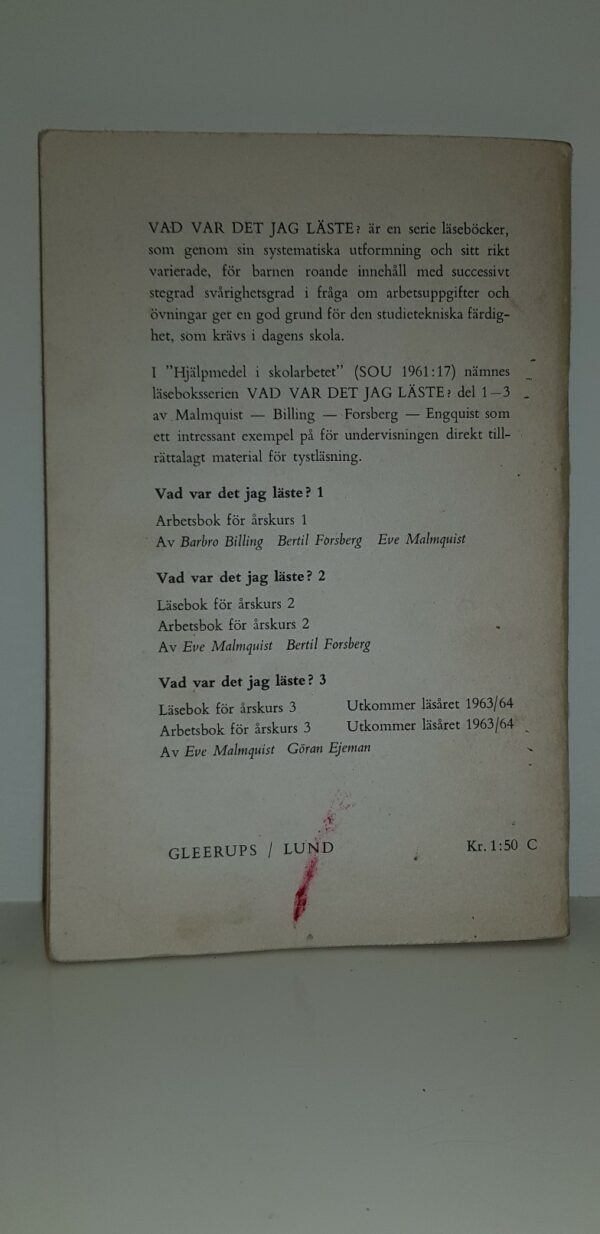 VAD VAR DET JAG LÄSTE? är en serie läseböcker,
som genom sin systematiska utformning och sitt rikt
varierade, för barnen roande innehåll med successivt
stegrad svårighetsgrad i fråga om arbetsuppgifter och
övningar ger en god grund för den studietekniska färdig-
het, som krävs i dagens skola.
I ”Hjälpmedel i skolarbetet” (SOU 1961:17) nämnes
läseboksserien VAD VAR DET JAG LÄSTE? del 1—3
av Malmquist — Billing — Forsberg — Engquist som
ett intressant exempel på för undervisningen direkt till-
rättalagt material för tystläsning.
Vad var det jag läste? 1
Arbetsbok för årskurs 1
Av Barbro Billing Bertil Forsberg Eve Malmquist
Vad var det jag läste? 2
Läsebok för årskurs 2
Arbetsbok för årskurs 2
Av Eve Malmquist Bertil Forsberg
Vad var det jag läste? 3
Läsebok för årskurs 3 Utkommer läsåret 1963/64
Arbetsbok för årskurs 3 Utkommer läsåret 1963/64
Av Eve Malmquist Göran Ejeman
GLEERUPS / LUND Kr. 1:50 C